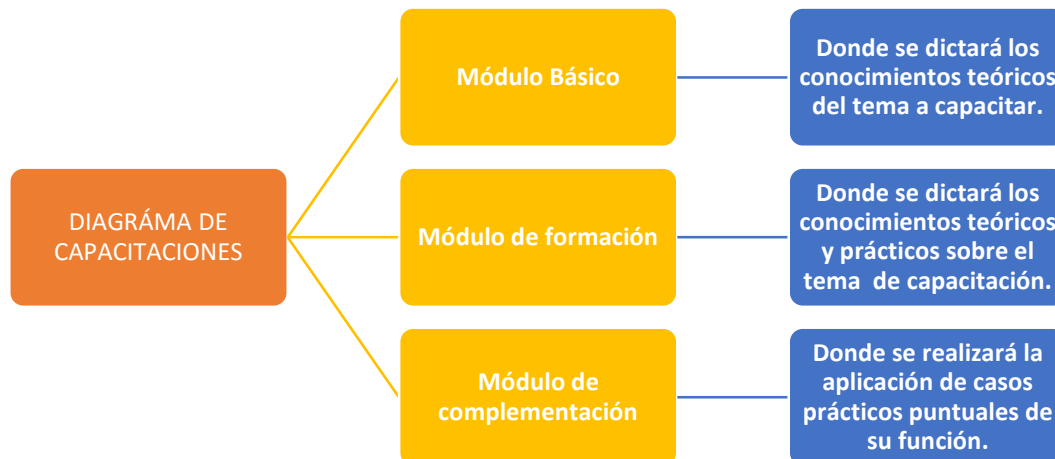 DIAGRÁMA DE
CAPACITACIONES
Módulo Básico
Donde se dictará los
conocimientos teóricos
del tema a capacitar.
Módulo de formación
Donde se dictará los
conocimientos teóricos
y prácticos sobre el
tema  de capacitación.
Módulo de
complementación
Donde se realizará la
aplicación de casos
prácticos puntuales de
su función.